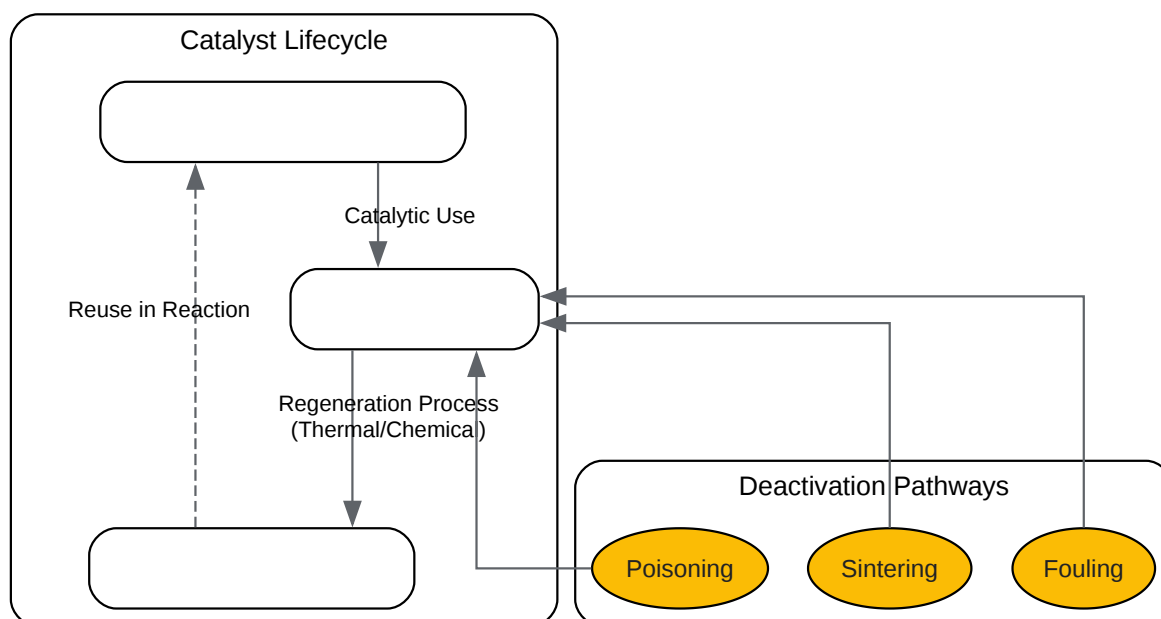 Catalyst Lifecycle
Catalytic Use
Reuse in Reaction
Regeneration Process
(Thermal/Chemical)
Deactivation Pathways
Poisoning
Sintering
Fouling